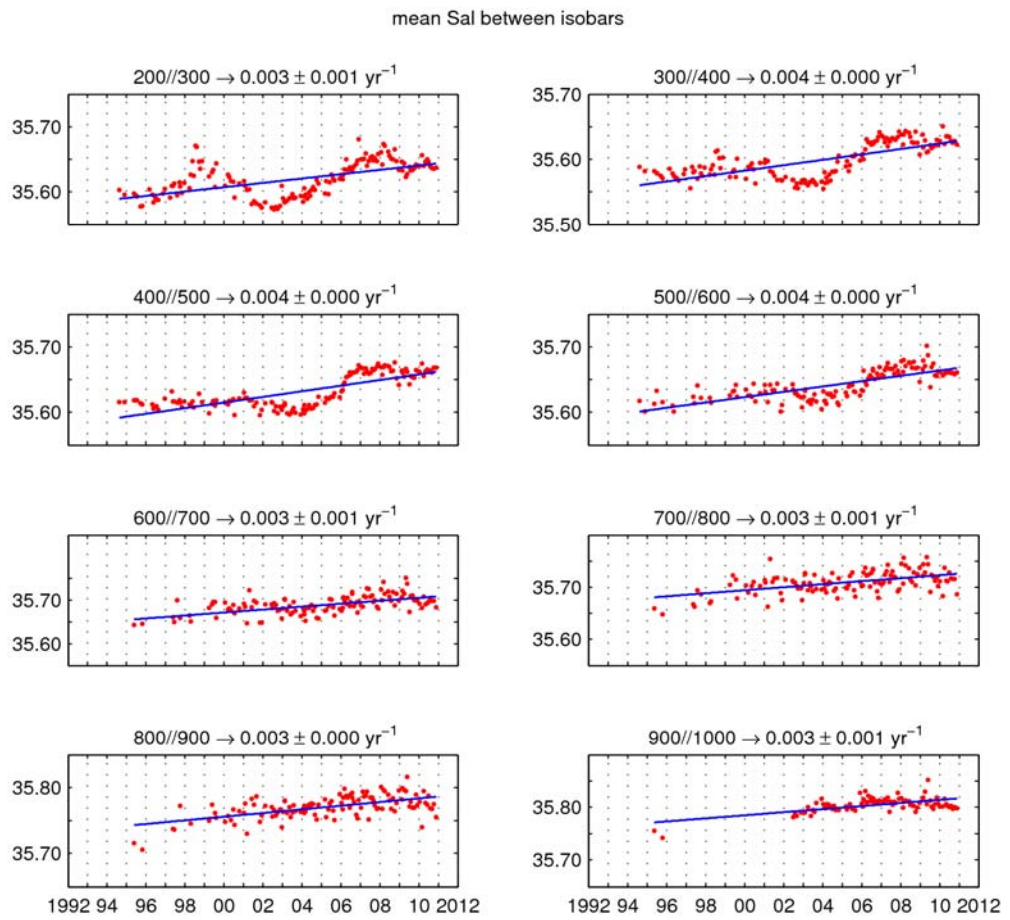 mean Sal between isobars
200//300 → 0.003 ± 0.001 yr⁻¹
35.70
35.60
300//400 → 0.004 ± 0.000 yr⁻¹
35.70
35.60
35.50
400//500 → 0.004 ± 0.000 yr⁻¹
35.70
35.60
500//600 → 0.004 ± 0.000 yr⁻¹
35.70
35.60
600//700 → 0.003 ± 0.001 yr⁻¹
35.70
35.60
700//800 → 0.003 ± 0.001 yr⁻¹
35.70
35.60
800//900 → 0.003 ± 0.000 yr⁻¹
35.80
35.70
1992 94 96 98 00 02 04 06 08 10 2012
900//1000 → 0.003 ± 0.001 yr⁻¹
35.80
35.70
1992 94 96 98 00 02 04 06 08 10 2012